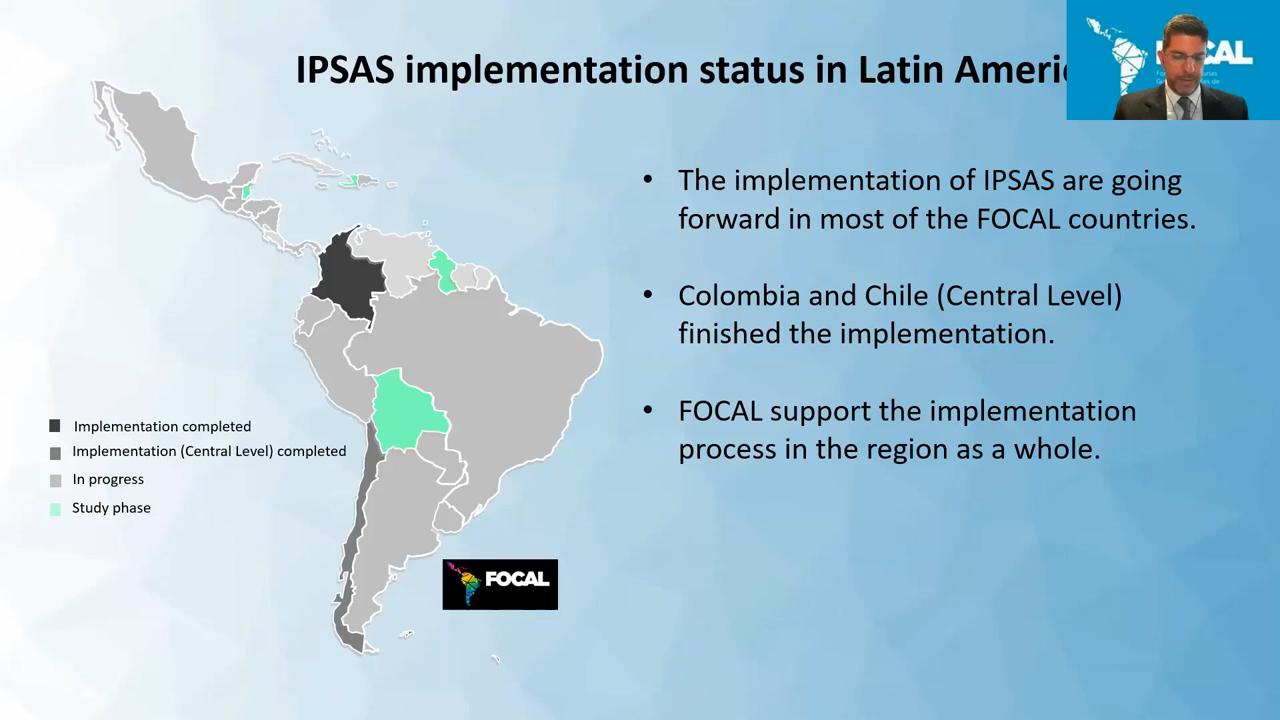 IPSAS implementation status in Latin Ameri
FOCAL
The implementation of IPSAS are going
forward in most of the FOCAL countries.
Colombia and Chile (Central Level)
finished the implementation.
FOCAL support the implementation
process in the region as a whole.
Implementation completed
Implementation (Central Level) completed
In progress
Study phase
FOCAL